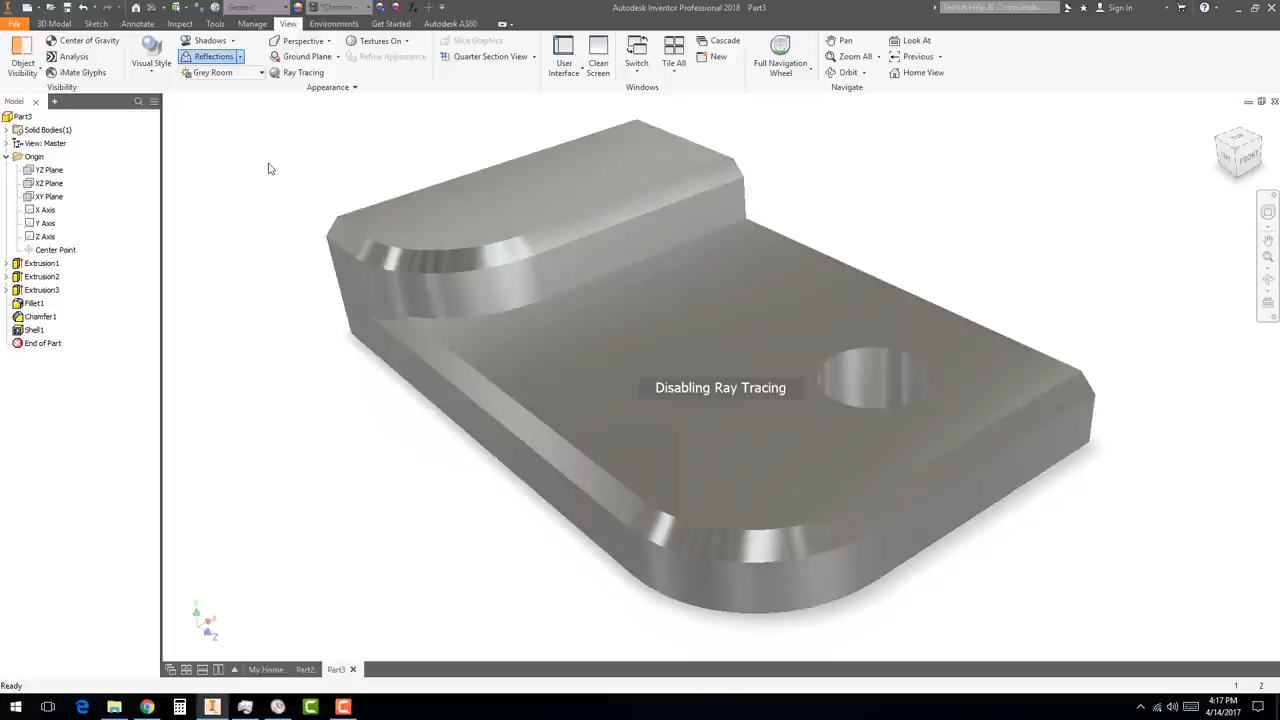 Generic
*Chrome
Autodesk Inventor Professional 2018   Part3
Search Help & Commands...
Sign In
File
3D Model
Sketch
Annotate
Inspect
Tools
Manage
View
Environments
Get Started
Autodesk A360
Object Visibility
Center of Gravity
Analysis
iMate Glyphs
Visibility
Visual Style
Shadows
Reflections
Grey Room
Perspective
Ground Plane
Ray Tracing
Textures On
Refine Appearance
Appearance
Slice Graphics
Quarter Section View
User Interface
Clean Screen
Switch
Tile All
Cascade
New
Windows
Full Navigation Wheel
Pan
Zoom All
Orbit
Look At
Previous
Home View
Navigate
Model
Part3
Solid Bodies(1)
View: Master
Origin
YZ Plane
XZ Plane
XY Plane
X Axis
Y Axis
Z Axis
Center Point
Extrusion1
Extrusion2
Extrusion3
Fillet1
Chamfer1
Shell1
End of Part
FRONT
Disabling Ray Tracing
Y
X
Z
My Home
Part2
Part3
Ready
1
2
4:17 PM
4/14/2017